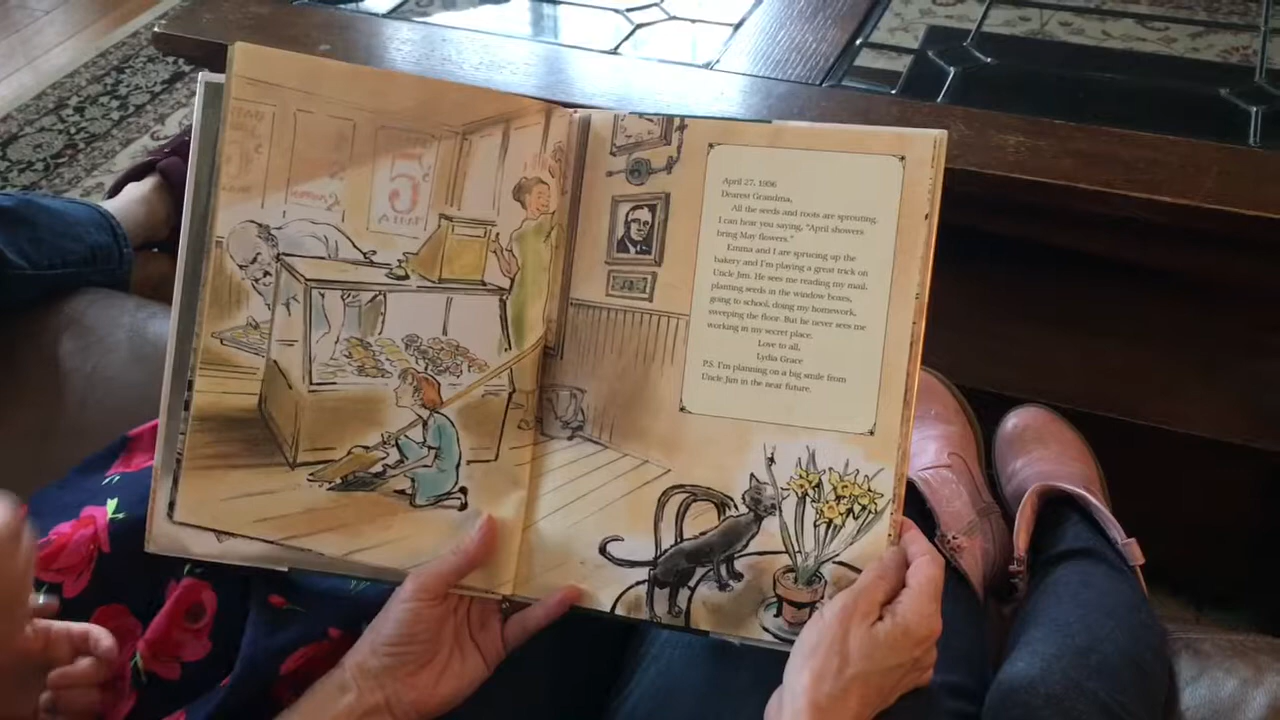 5¢
April 27, 1936
Dearest Grandma,
All the seeds and roots are sprouting.
I can hear you saying, "April showers
bring May flowers."
Emma and I are sprucing up the
bakery and I'm playing a great trick on
Uncle Jim. He sees me reading my mail,
planting seeds in the window boxes,
going to school, doing my homework,
sweeping the floor. But he never sees me
working in my secret place.
Love to all,
Lydia Grace
P.S. I'm planning on a big smile from
Uncle Jim in the near future.